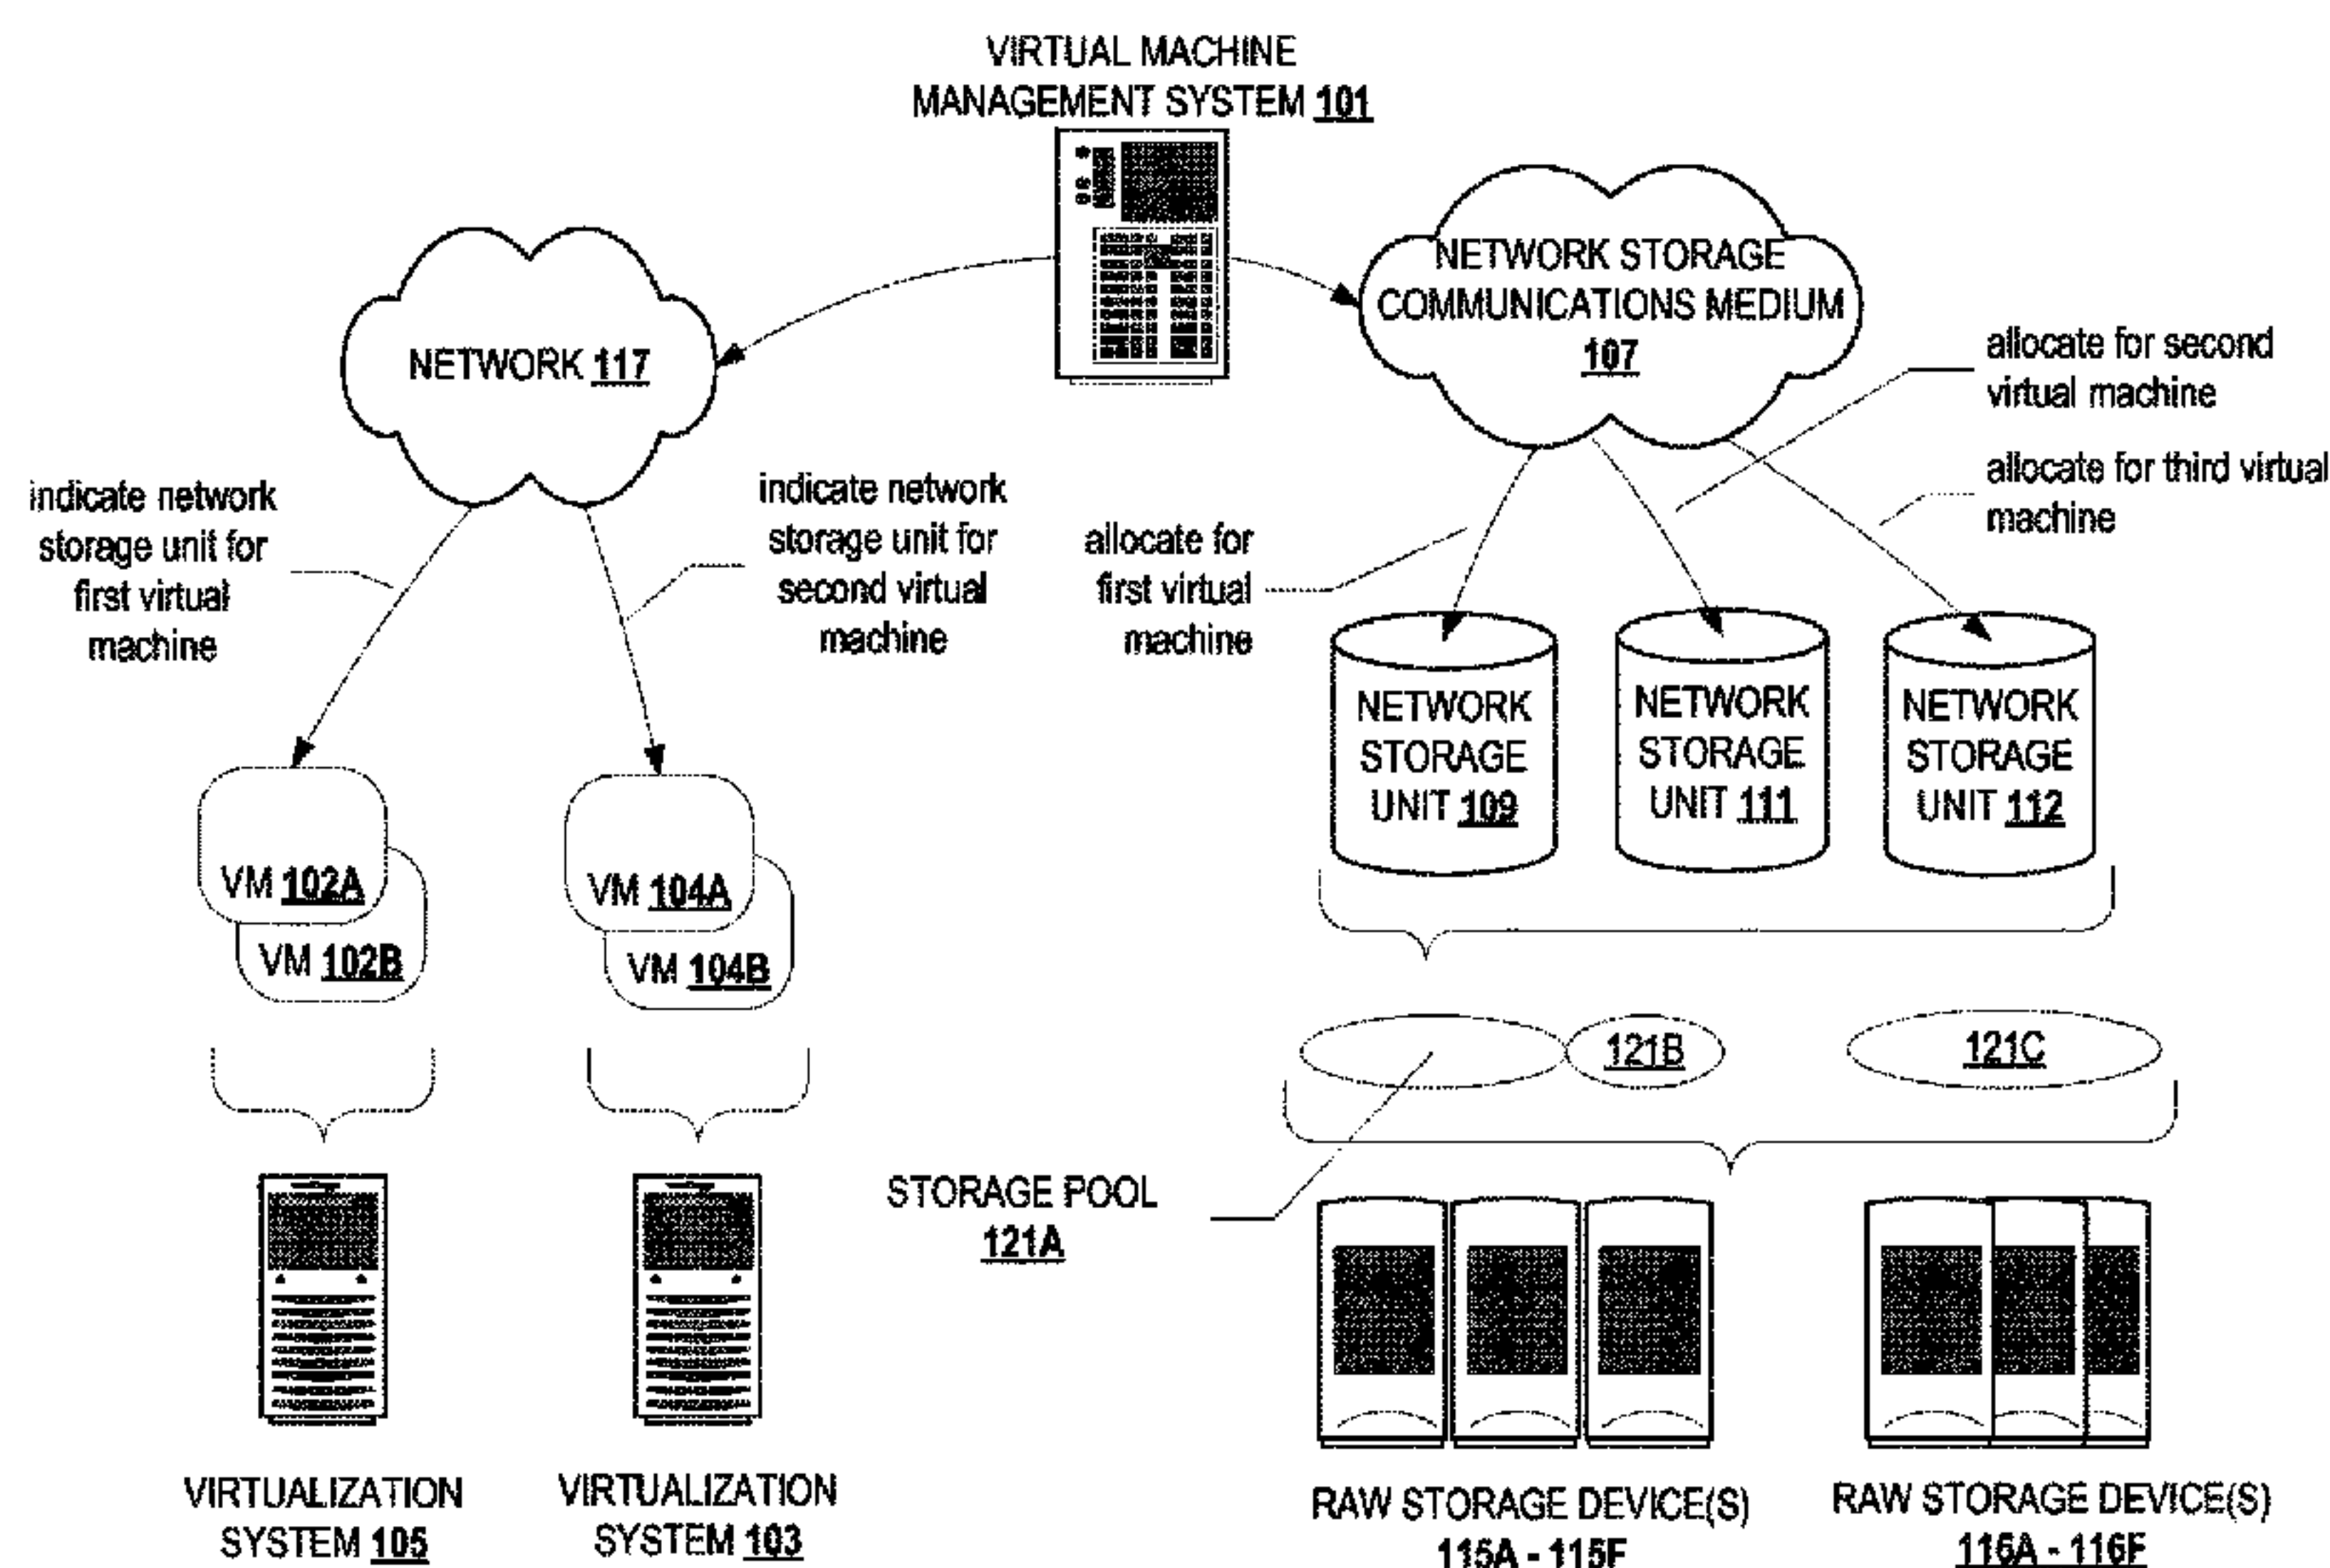 VIRTUAL MACHINE
MANAGEMENT SYSTEM 101
NETWORK STORAGE
COMMUNICATIONS MEDIUM
107
NETWORK 117
allocate for second
virtual machine
allocate for third virtual
machine
indicate network
storage unit for
first virtual
machine
indicate network
storage unit for
second virtual
machine
allocate for
first virtual
machine
NETWORK
STORAGE
UNIT 109
NETWORK
STORAGE
UNIT 111
NETWORK
STORAGE
UNIT 112
VM 102A
VM 102B
VM 104A
VM 104B
121B
121C
STORAGE POOL
121A
VIRTUALIZATION
SYSTEM 105
VIRTUALIZATION
SYSTEM 103
RAW STORAGE DEVICE(S)
115A - 115F
RAW STORAGE DEVICE(S)
116A - 116F